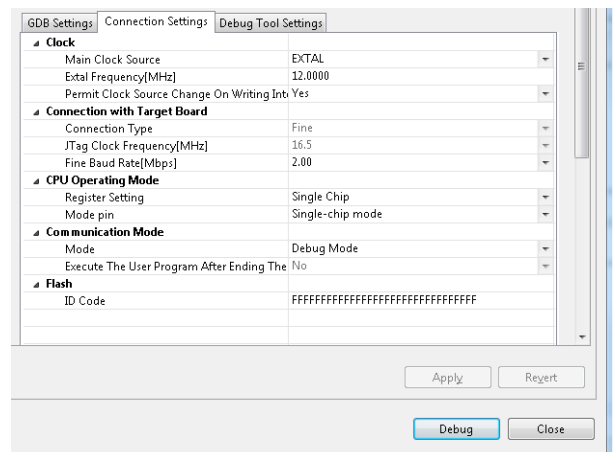 GDB Settings Connection Settings Debug Tool Settings
Clock
Main Clock Source EXTAL
Extal Frequency[MHz] 12.0000
Permit Clock Source Change On Writing Int Yes
Connection with Target Board
Connection Type Fine
JTag Clock Frequency[MHz] 16.5
Fine Baud Rate[Mbps] 2.00
CPU Operating Mode
Register Setting Single Chip
Mode pin Single-chip mode
Communication Mode
Mode Debug Mode
Execute The User Program After Ending The No
Flash
ID Code FFFFFFFFFFFFFFFFFFFFFFFFFFFFFFFF
Apply Revert
Debug Close